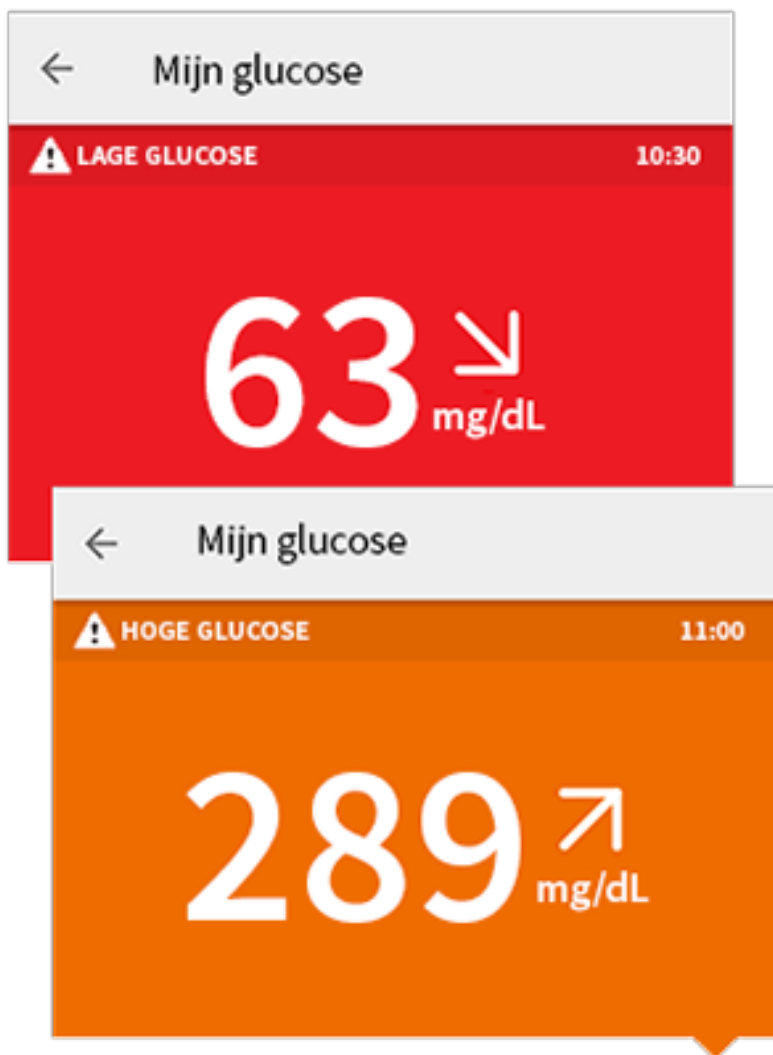 Mijn glucose
LAGE GLUCOSE 10:30
63 mg/dL
Mijn glucose
HOGE GLUCOSE 11:00
289 mg/dL